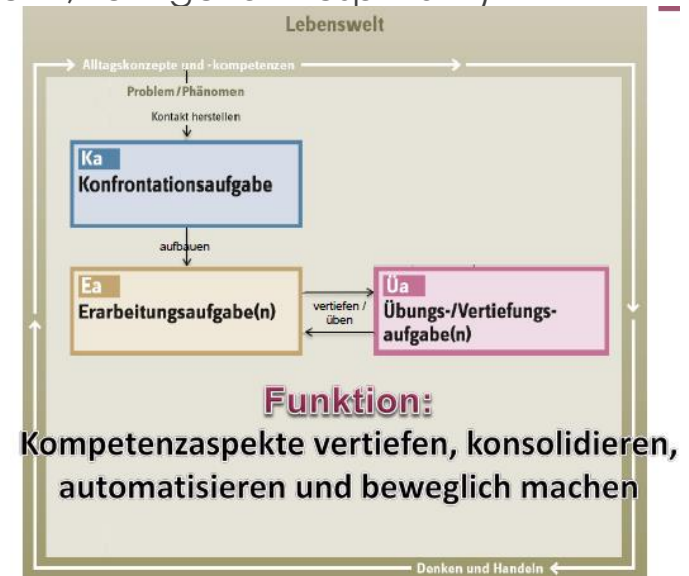 Lebenswelt
Alltagskonzepte und -kompetenzen
Problem/Phänomen
Kontakt herstellen
Ka
Konfrontationsaufgabe
aufbauen
Ea
Erarbeitungsaufgabe(n)
vertiefen /
üben
Üa
Übungs-/Vertiefungs-
aufgabe(n)
Funktion:
Kompetenzaspekte vertiefen, konsolidieren,
automatisieren und beweglich machen
Denken und Handeln